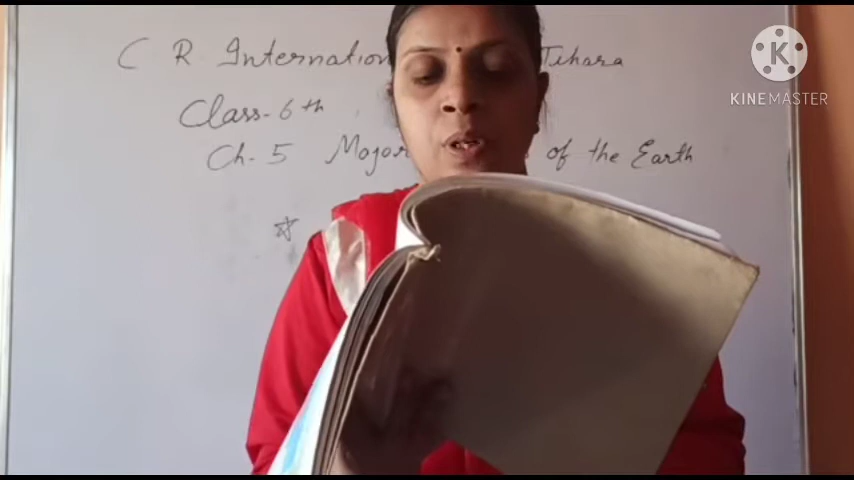 C R Internation Tihara
Class-6th
Ch-5 Major of the Earth
K
KINEMASTER